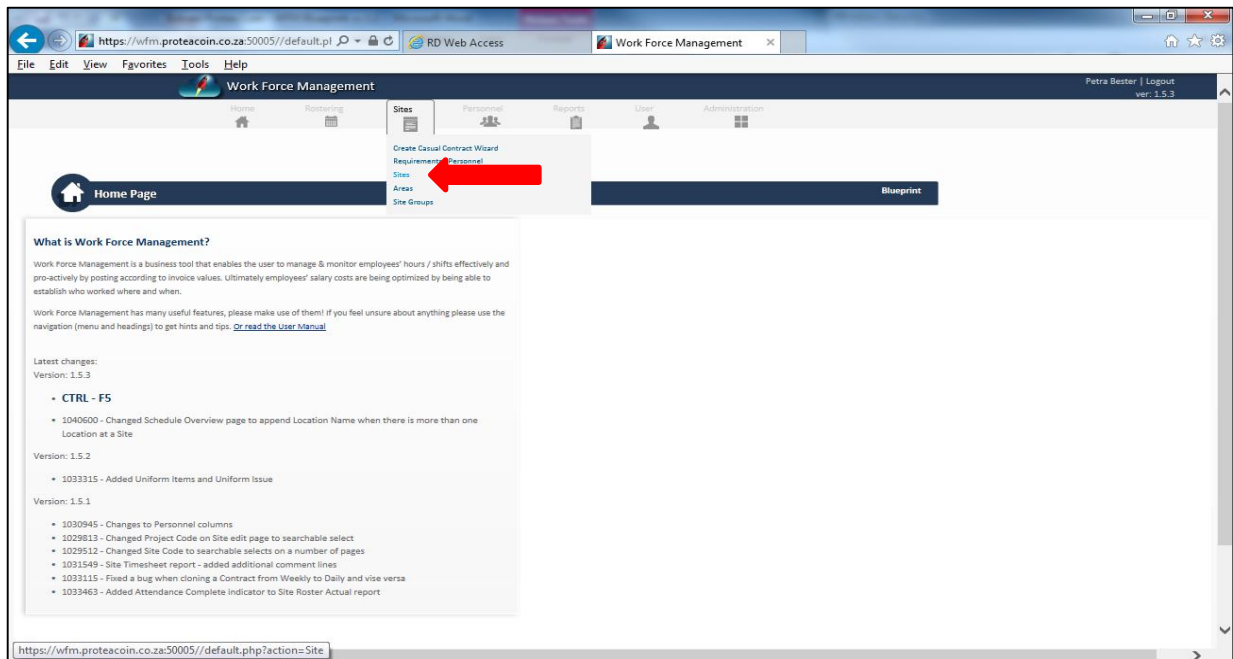 https://wfm.proteacoin.co.za:50005//default.pl
RD Web Access
Work Force Management
File Edit View Favorites Tools Help
Work Force Management
Petra Bester | Logout
ver: 1.5.3
Home Rostering Sites Personnel Reports User Administration
Create Casual Contract Wizard
Requirements Personnel
Sites
Areas
Site Groups
Home Page
Blueprint
What is Work Force Management?
Work Force Management is a business tool that enables the user to manage & monitor employees' hours / shifts effectively and
pro-actively by posting according to invoice values. Ultimately employees' salary costs are being optimized by being able to
establish who worked where and when.
Work Force Management has many useful features, please make use of them! If you feel unsure about anything please use the
navigation (menu and headings) to get hints and tips. Or read the User Manual
Latest changes:
Version: 1.5.3
• CTRL - F5
• 1040600 - Changed Schedule Overview page to append Location Name when there is more than one
Location at a Site
Version: 1.5.2
• 1033315 - Added Uniform Items and Uniform Issue
Version: 1.5.1
• 1030945 - Changes to Personnel columns
• 1029813 - Changed Project Code on Site edit page to searchable select
• 1029512 - Changed Site Code to searchable selects on a number of pages
• 1031549 - Site Timesheet report - added additional comment lines
• 1033115 - Fixed a bug when cloning a Contract from Weekly to Daily and vise versa
• 1033463 - Added Attendance Complete indicator to Site Roster Actual report
https://wfm.proteacoin.co.za:50005//default.php?action=Site